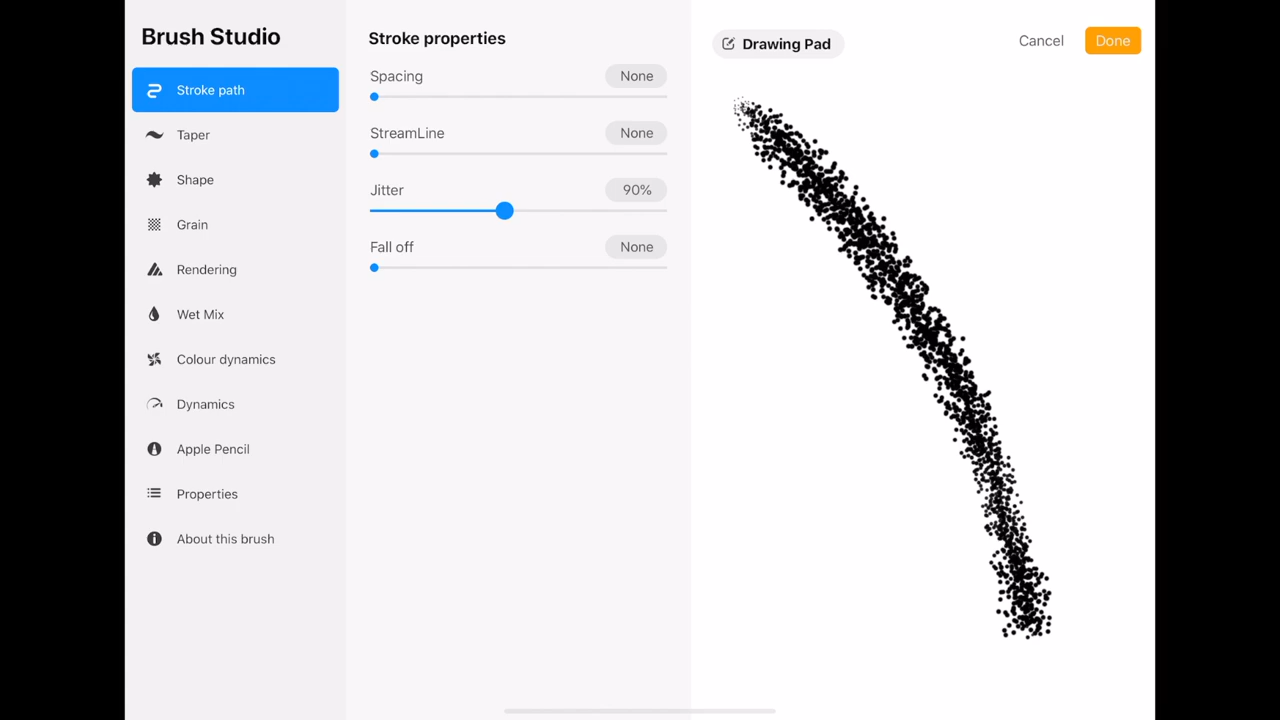 Brush Studio
Stroke path
Taper
Shape
Grain
Rendering
Wet Mix
Colour dynamics
Dynamics
Apple Pencil
Properties
About this brush
Stroke properties
Spacing None
StreamLine None
Jitter 90%
Fall off None
Drawing Pad
Cancel Done